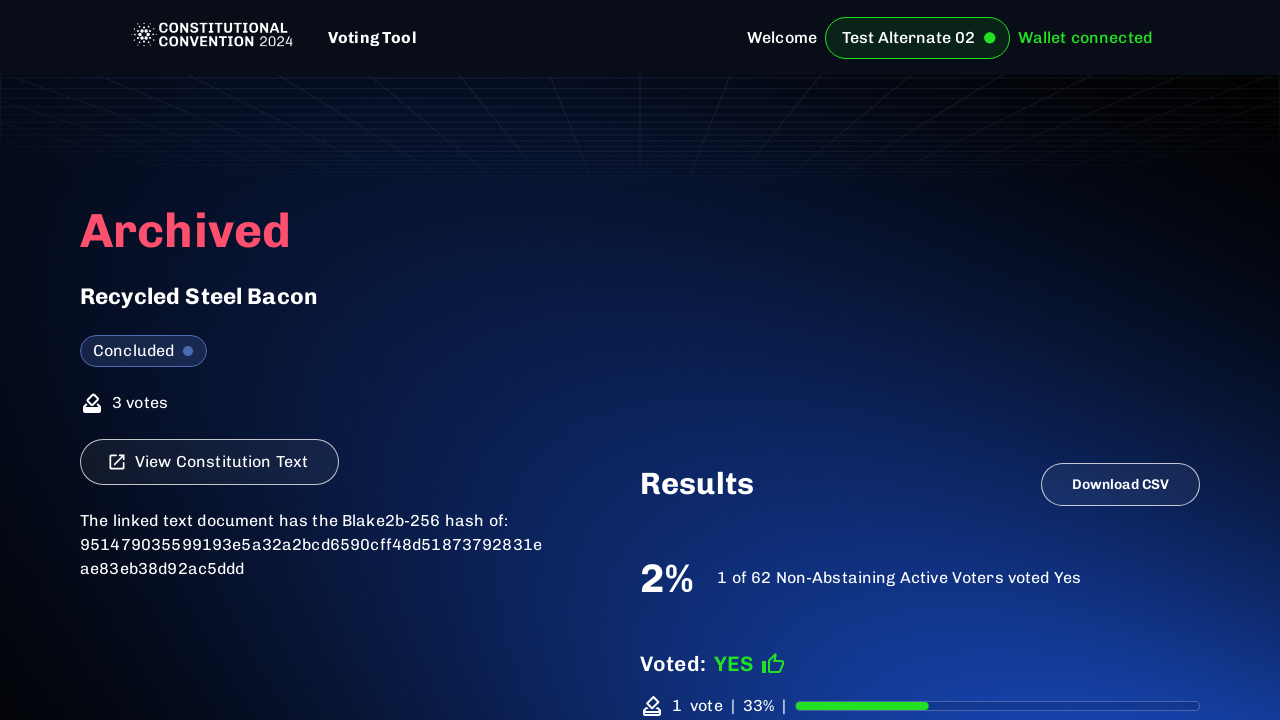 CONSTITUTIONAL
CONVENTION 2024
Voting Tool
Welcome
Test Alternate 02
Wallet connected
Archived
Recycled Steel Bacon
Concluded
3 votes
View Constitution Text
The linked text document has the Blake2b-256 hash of:
951479035599193e5a32a2bcd6590cff48d51873792831e
ae83eb38d92ac5ddd
Results
Download CSV
2%
1 of 62 Non-Abstaining Active Voters voted Yes
Voted: YES
1 vote | 33% |